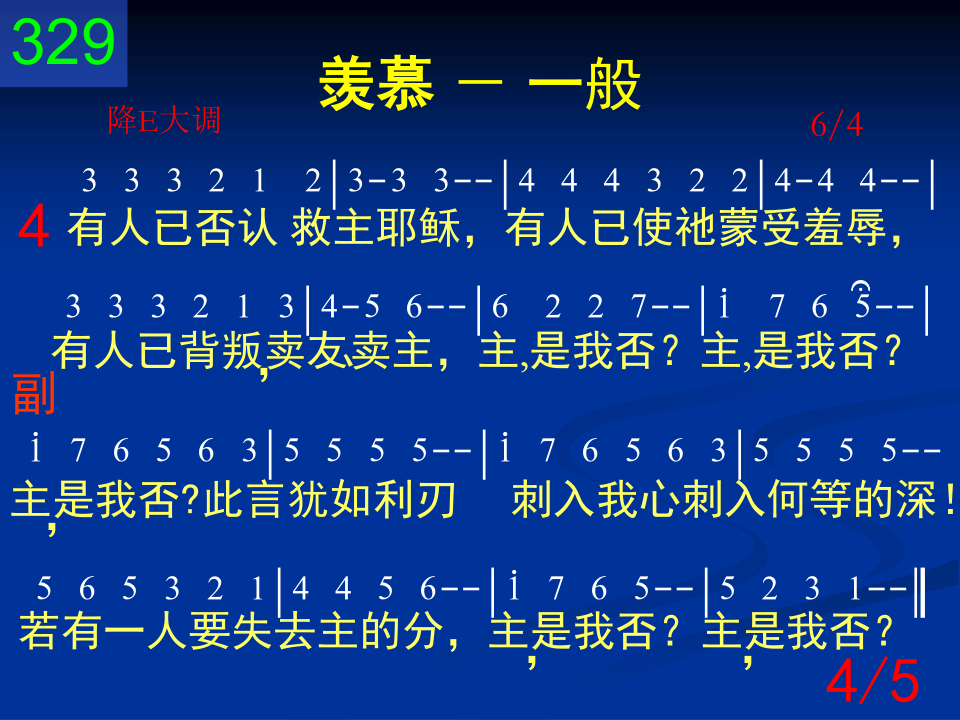 329
羡慕 － 一般
降E大调 6/4
3 3 3 2 1 2|3-3 3--|4 4 4 3 2 2|4-4 4--|
4 有人已否认 救主耶稣，有人已使祂蒙受羞辱，
3 3 3 2 1 3|4-5 6--|6 2 2 7--|i 7 6 5--|
有人已背叛,卖友、卖主，主,是我否？主,是我否？
副
i 7 6 5 6 3|5 5 5 5--|i 7 6 5 6 3|5 5 5 5--
主,是我否?此言犹如利刃 刺入我心刺入何等的深！
5 6 5 3 2 1|4 4 5 6--|i 7 6 5--|5 2 3 1--‖
若有一人要失去主的分，主,是我否？主,是我否？
4/5